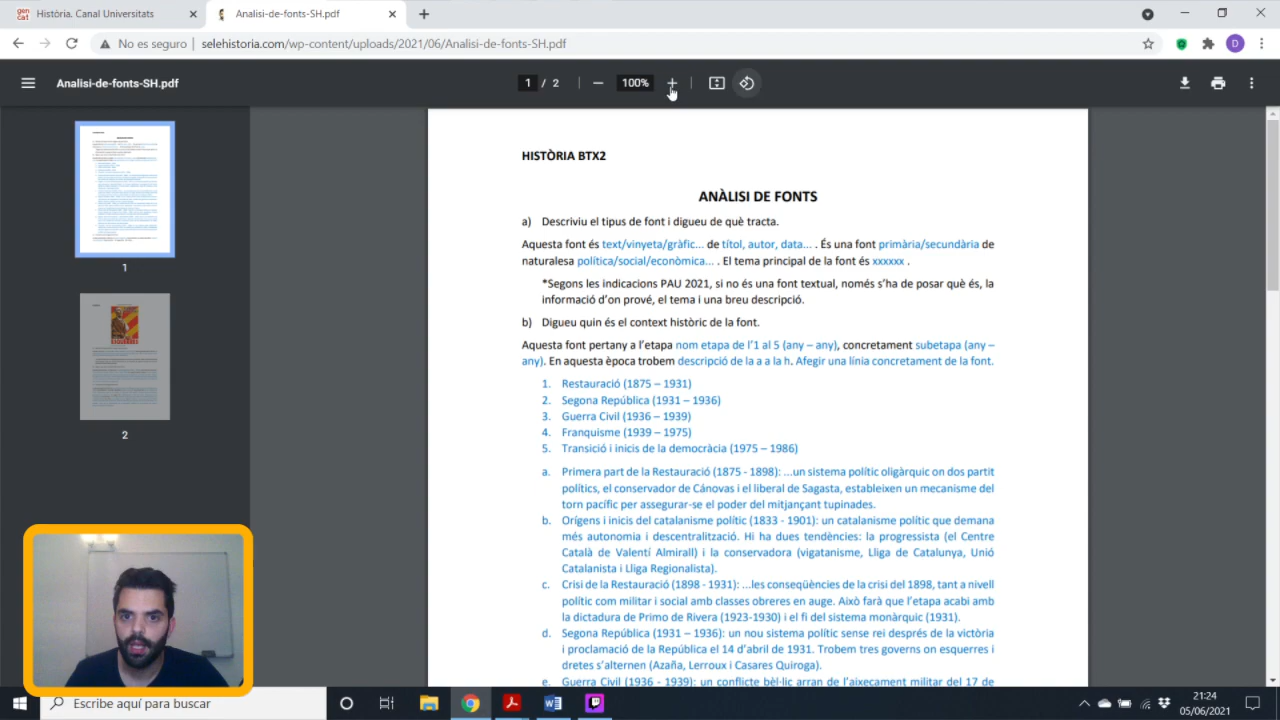 gen
cat
Història. Canal Universitats
Analisi-de-fonts-SH.pdf
No es seguro
selehistoria.com/wp-content/uploads/2021/06/Analisi-de-fonts-SH.pdf
D
Analisi-de-fonts-SH.pdf
1 / 2
100%
1
2
HISTÒRIA BTX2
ANÀLISI DE FONTS
a) Descriviu el tipus de font i digueu de què tracta.
Aquesta font és text/vinyeta/gràfic... de títol, autor, data... . És una font primària/secundària de
naturalesa política/social/econòmica... . El tema principal de la font és xxxxxx .
*Segons les indicacions PAU 2021, si no és una font textual, només s'ha de posar què és, la
informació d'on prové, el tema i una breu descripció.
b) Digueu quin és el context històric de la font.
Aquesta font pertany a l'etapa nom etapa de l'1 al 5 (any – any), concretament subetapa (any –
any). En aquesta època trobem descripció de la a a la h. Afegir una línia concretament de la font.
1. Restauració (1875 – 1931)
2. Segona República (1931 – 1936)
3. Guerra Civil (1936 – 1939)
4. Franquisme (1939 – 1975)
5. Transició i inicis de la democràcia (1975 – 1986)
a. Primera part de la Restauració (1875 - 1898): ...un sistema polític oligàrquic on dos partit
polítics, el conservador de Cánovas i el liberal de Sagasta, estableixen un mecanisme del
torn pacífic per assegurar-se el poder del mitjançant tupinades.
b. Orígens i inicis del catalanisme polític (1833 - 1901): un catalanisme polític que demana
més autonomia i descentralització. Hi ha dues tendències: la progressista (el Centre
Català de Valentí Almirall) i la conservadora (vigatanisme, Lliga de Catalunya, Unió
Catalanista i Lliga Regionalista).
c. Crisi de la Restauració (1898 - 1931): ...les conseqüències de la crisi del 1898, tant a nivell
polític com militar i social amb classes obreres en auge. Això farà que l'etapa acabi amb
la dictadura de Primo de Rivera (1923-1930) i el fi del sistema monàrquic (1931).
d. Segona República (1931 – 1936): un nou sistema polític sense rei després de la victòria
i proclamació de la República el 14 d'abril de 1931. Trobem tres governs on esquerres i
dretes s'alternen (Azaña, Lerroux i Casares Quiroga).
e. Guerra Civil (1936 - 1939): un conflicte bèl·lic arran de l'aixecament militar del 17 de
Escribe aquí para buscar
21:24
05/06/2021